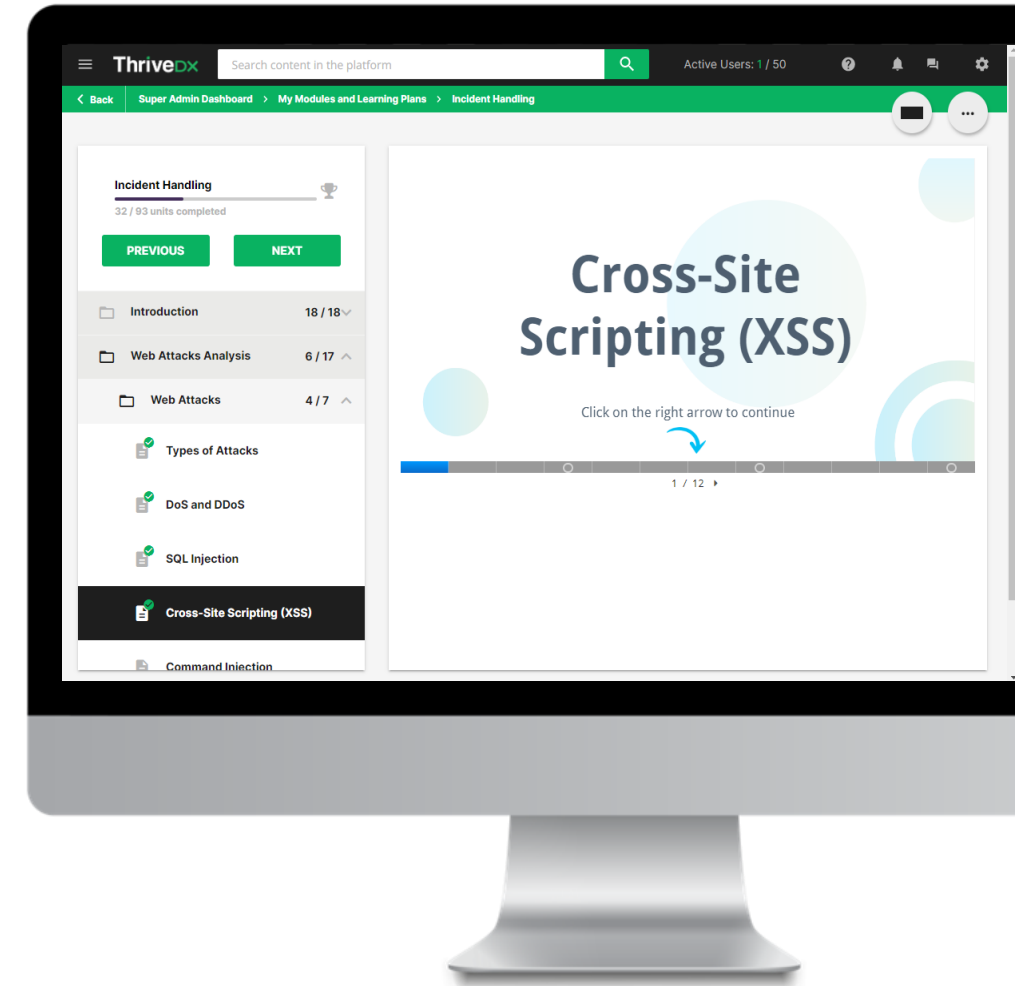 ThriveDX
Search content in the platform
Active Users: 1 / 50
Back
Super Admin Dashboard > My Modules and Learning Plans > Incident Handling
Incident Handling
32 / 93 units completed
PREVIOUS
NEXT
Introduction 18 / 18
Web Attacks Analysis 6 / 17
Web Attacks 4 / 7
Types of Attacks
DoS and DDoS
SQL Injection
Cross-Site Scripting (XSS)
Command Injection
Cross-Site
Scripting (XSS)
Click on the right arrow to continue
1 / 12